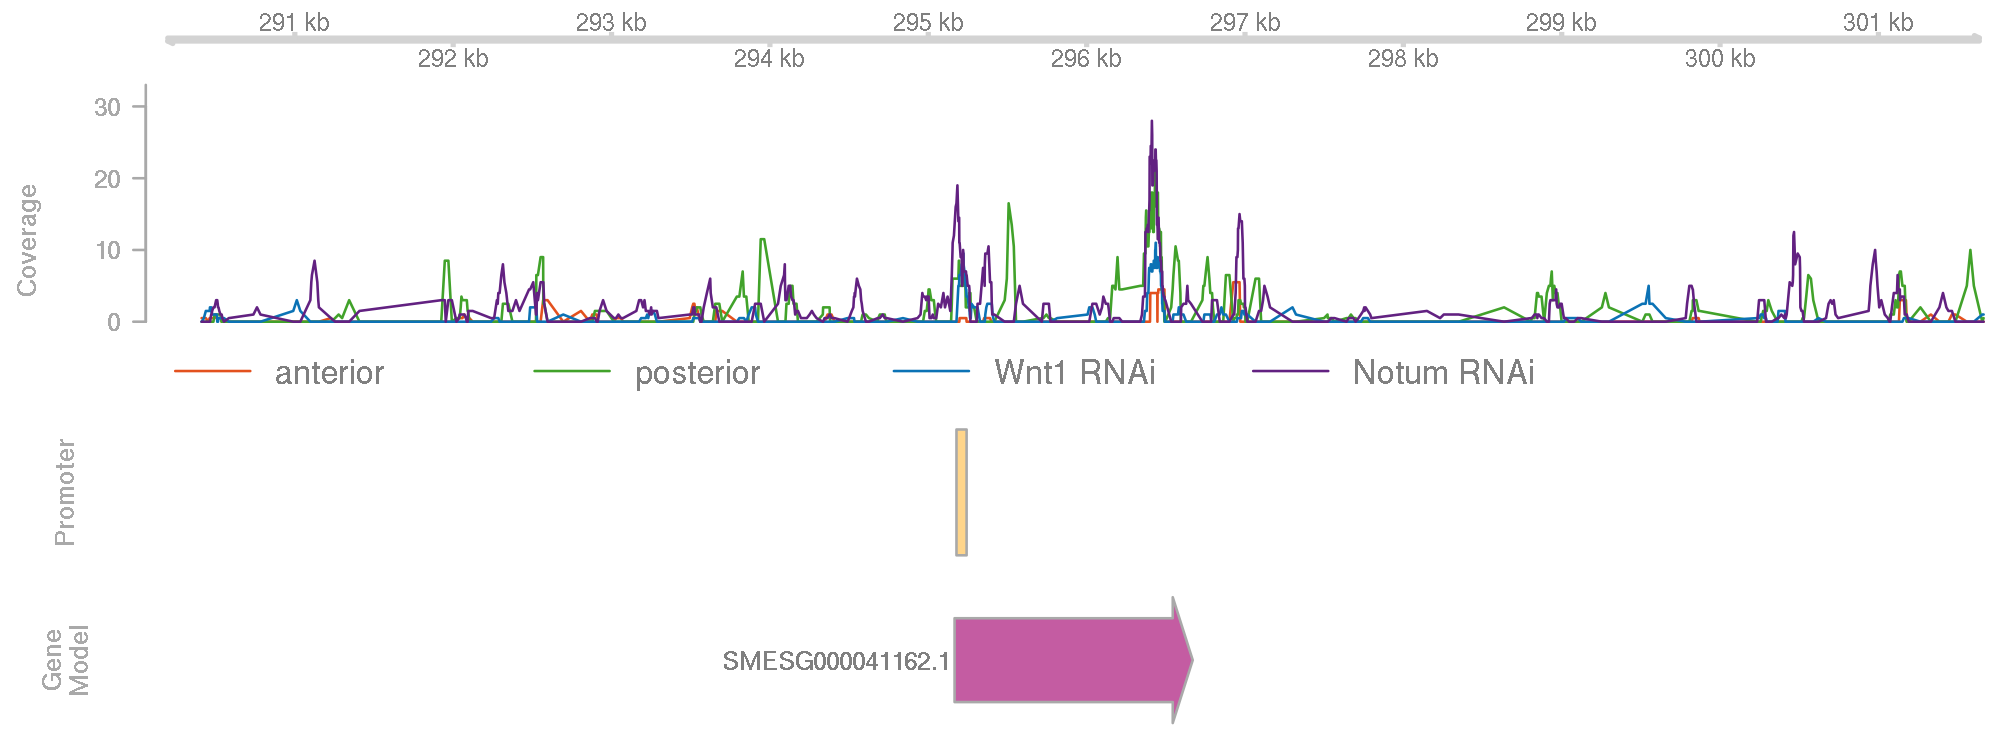 291 kb 293 kb 295 kb 297 kb 299 kb 301 kb
292 kb 294 kb 296 kb 298 kb 300 kb
Coverage
30
20
10
0
anterior posterior Wnt1 RNAi Notum RNAi
Promoter
Gene
Model
SMESG000041162.1